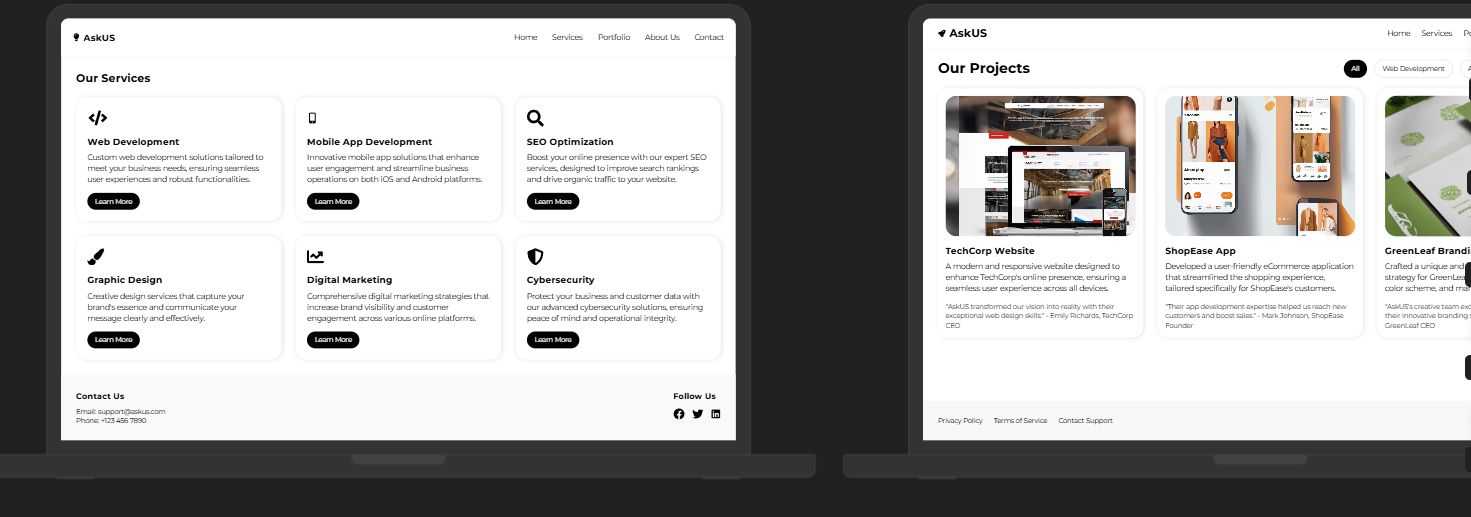 AskUS
Home Services Portfolio About Us Contact
Our Services
Web Development
Custom web development solutions tailored to
meet your business needs, ensuring seamless
user experiences and robust functionalities.
Learn More
Mobile App Development
Innovative mobile app solutions that enhance
user engagement and streamline business
operations on both iOS and Android platforms.
Learn More
SEO Optimization
Boost your online presence with our expert SEO
services, designed to improve search rankings
and drive organic traffic to your website.
Learn More
Graphic Design
Creative design services that capture your
brand's essence and communicate your
message clearly and effectively.
Learn More
Digital Marketing
Comprehensive digital marketing strategies that
increase brand visibility and customer
engagement across various online platforms.
Learn More
Cybersecurity
Protect your business and customer data with
our advanced cybersecurity solutions, ensuring
peace of mind and operational integrity.
Learn More
Contact Us
Email: support@askus.com
Phone: +123 456 7890
Follow Us
AskUS
Home Services
Our Projects
All Web Development
TechCorp Website
A modern and responsive website designed to
enhance TechCorp's online presence, ensuring a
seamless user experience across all devices.
"AskUS transformed our vision into reality with their
exceptional web design skills." - Emily Richards, TechCorp
CEO
ShopEase App
Developed a user-friendly eCommerce application
that streamlined the shopping experience,
tailored specifically for ShopEase's customers.
"Their app development expertise helped us reach new
customers and boost sales." - Mark Johnson, ShopEase
Founder
GreenLeaf Brandi
Crafted a unique and
strategy for GreenLea
color scheme, and ma
"AskUS's creative team exc
their innovative branding s
GreenLeaf CEO
Privacy Policy Terms of Service Contact Support